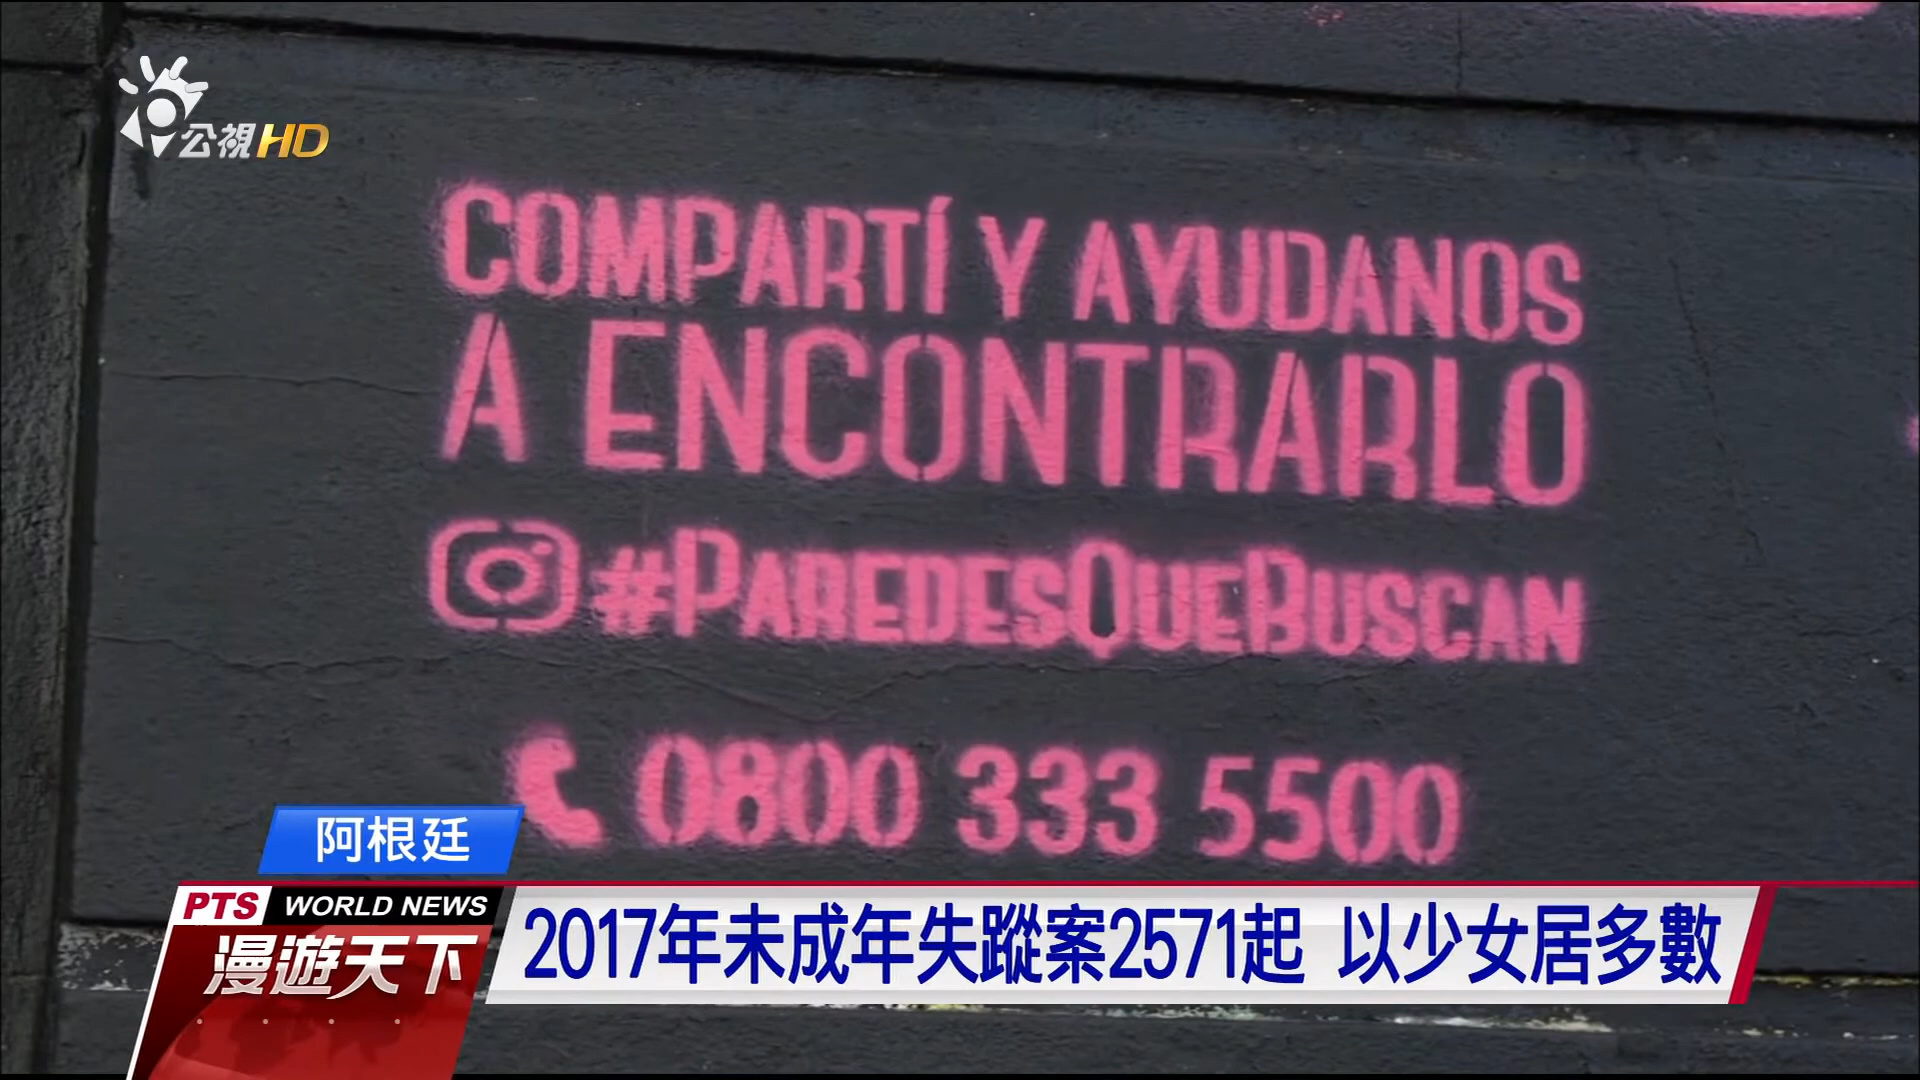 公視HD
COMPARTÍ Y AYUDANOS
A ENCONTRARLO
#PAREDESQUEBUSCAN
0800 333 5500
阿根廷
PTS WORLD NEWS
漫遊天下
2017年未成年失蹤案2571起 以少女居多數